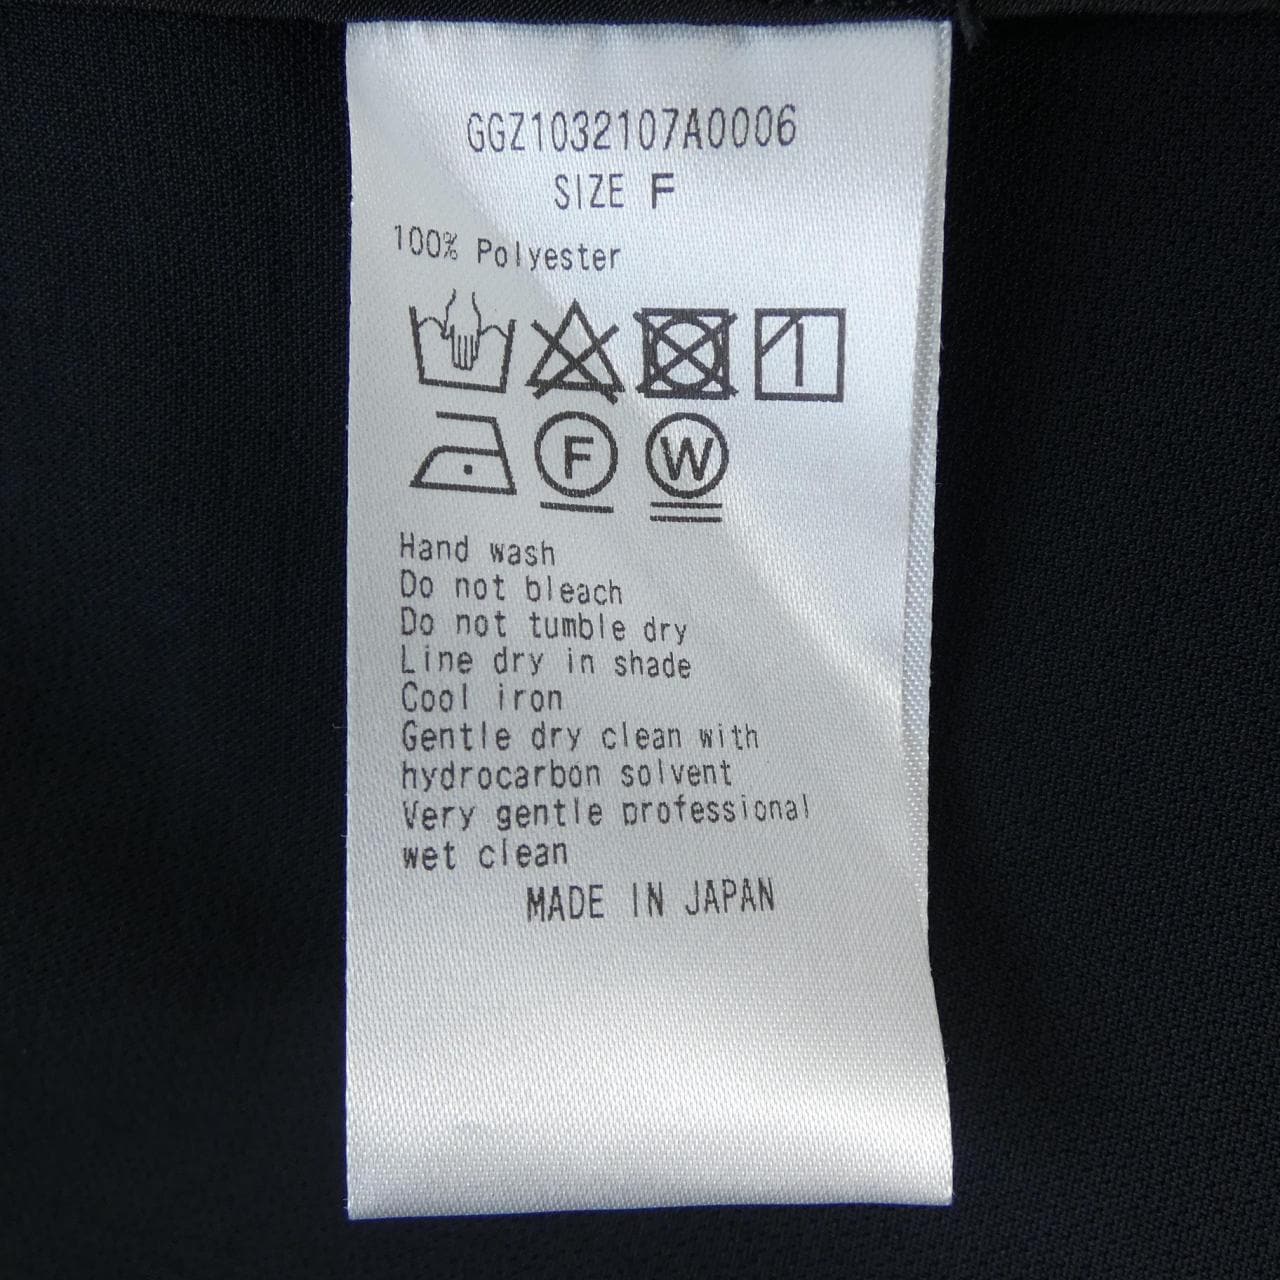 GGZ1032107A0006
SIZE F
100% Polyester
F W
Hand wash
Do not bleach
Do not tumble dry
Line dry in shade
Cool iron
Gentle dry clean with
hydrocarbon solvent
Very gentle professional
wet clean
MADE IN JAPAN